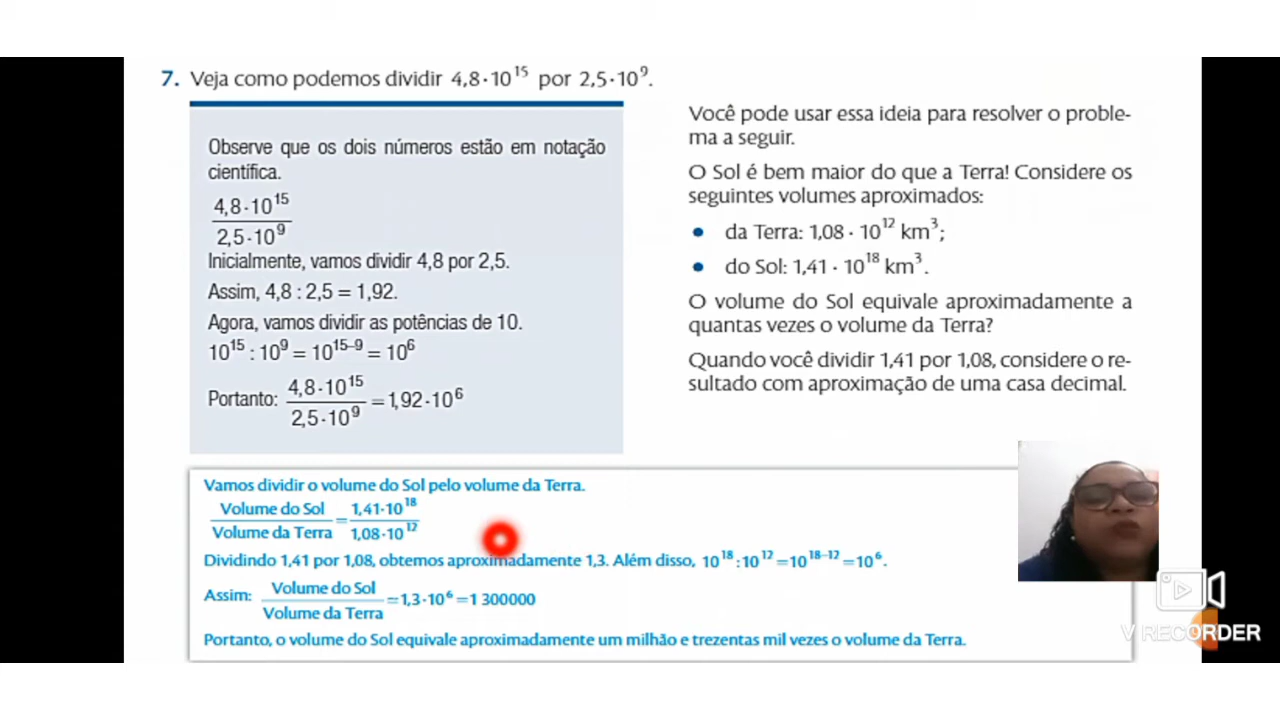 7. Veja como podemos dividir 4,8·10¹⁵ por 2,5·10⁹.
Observe que os dois números estão em notação
científica.
4,8·10¹⁵
2,5·10⁹
Inicialmente, vamos dividir 4,8 por 2,5.
Assim, 4,8 : 2,5 = 1,92.
Agora, vamos dividir as potências de 10.
10¹⁵ : 10⁹ = 10¹⁵⁻⁹ = 10⁶
Portanto: 4,8·10¹⁵ / 2,5·10⁹ = 1,92·10⁶
Você pode usar essa ideia para resolver o proble-
ma a seguir.
O Sol é bem maior do que a Terra! Considere os
seguintes volumes aproximados:
• da Terra: 1,08 · 10¹² km³;
• do Sol: 1,41 · 10¹⁸ km³.
O volume do Sol equivale aproximadamente a
quantas vezes o volume da Terra?
Quando você dividir 1,41 por 1,08, considere o re-
sultado com aproximação de uma casa decimal.
Vamos dividir o volume do Sol pelo volume da Terra.
Volume do Sol / Volume da Terra = 1,41·10¹⁸ / 1,08·10¹²
Dividindo 1,41 por 1,08, obtemos aproximadamente 1,3. Além disso, 10¹⁸:10¹²=10¹⁸⁻¹²=10⁶.
Assim: Volume do Sol / Volume da Terra = 1,3·10⁶ = 1 300000
Portanto, o volume do Sol equivale aproximadamente um milhão e trezentas mil vezes o volume da Terra.
V RECORDER